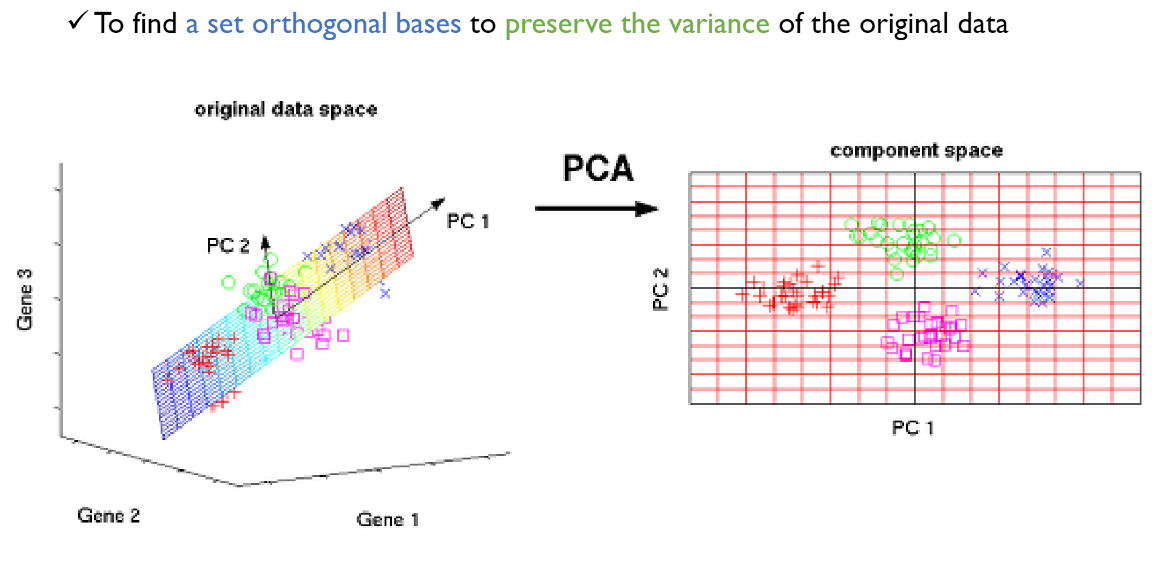 ✓ To find a set orthogonal bases to preserve the variance of the original data
original data space
PCA
component space
PC 1
PC 2
Gene 3
PC 2
Gene 2
Gene 1
PC 1